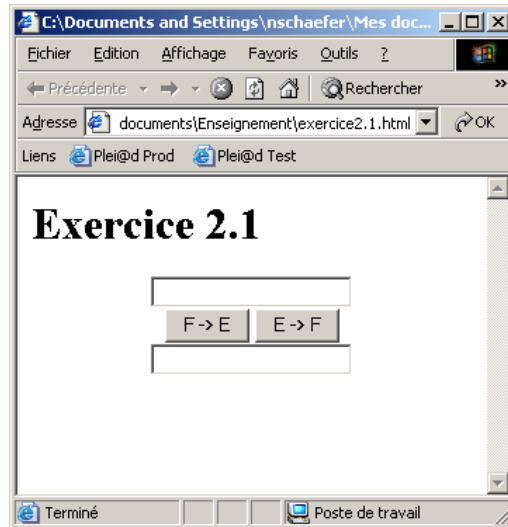 C:\Documents and Settings\nschaefer\Mes doc...
Fichier Edition Affichage Favoris Outils ?
Précédente Rechercher »
Adresse documents\Enseignement\exercice2.1.html OK
Liens Plei@d Prod Plei@d Test
Exercice 2.1
F -> E E -> F
Terminé Poste de travail